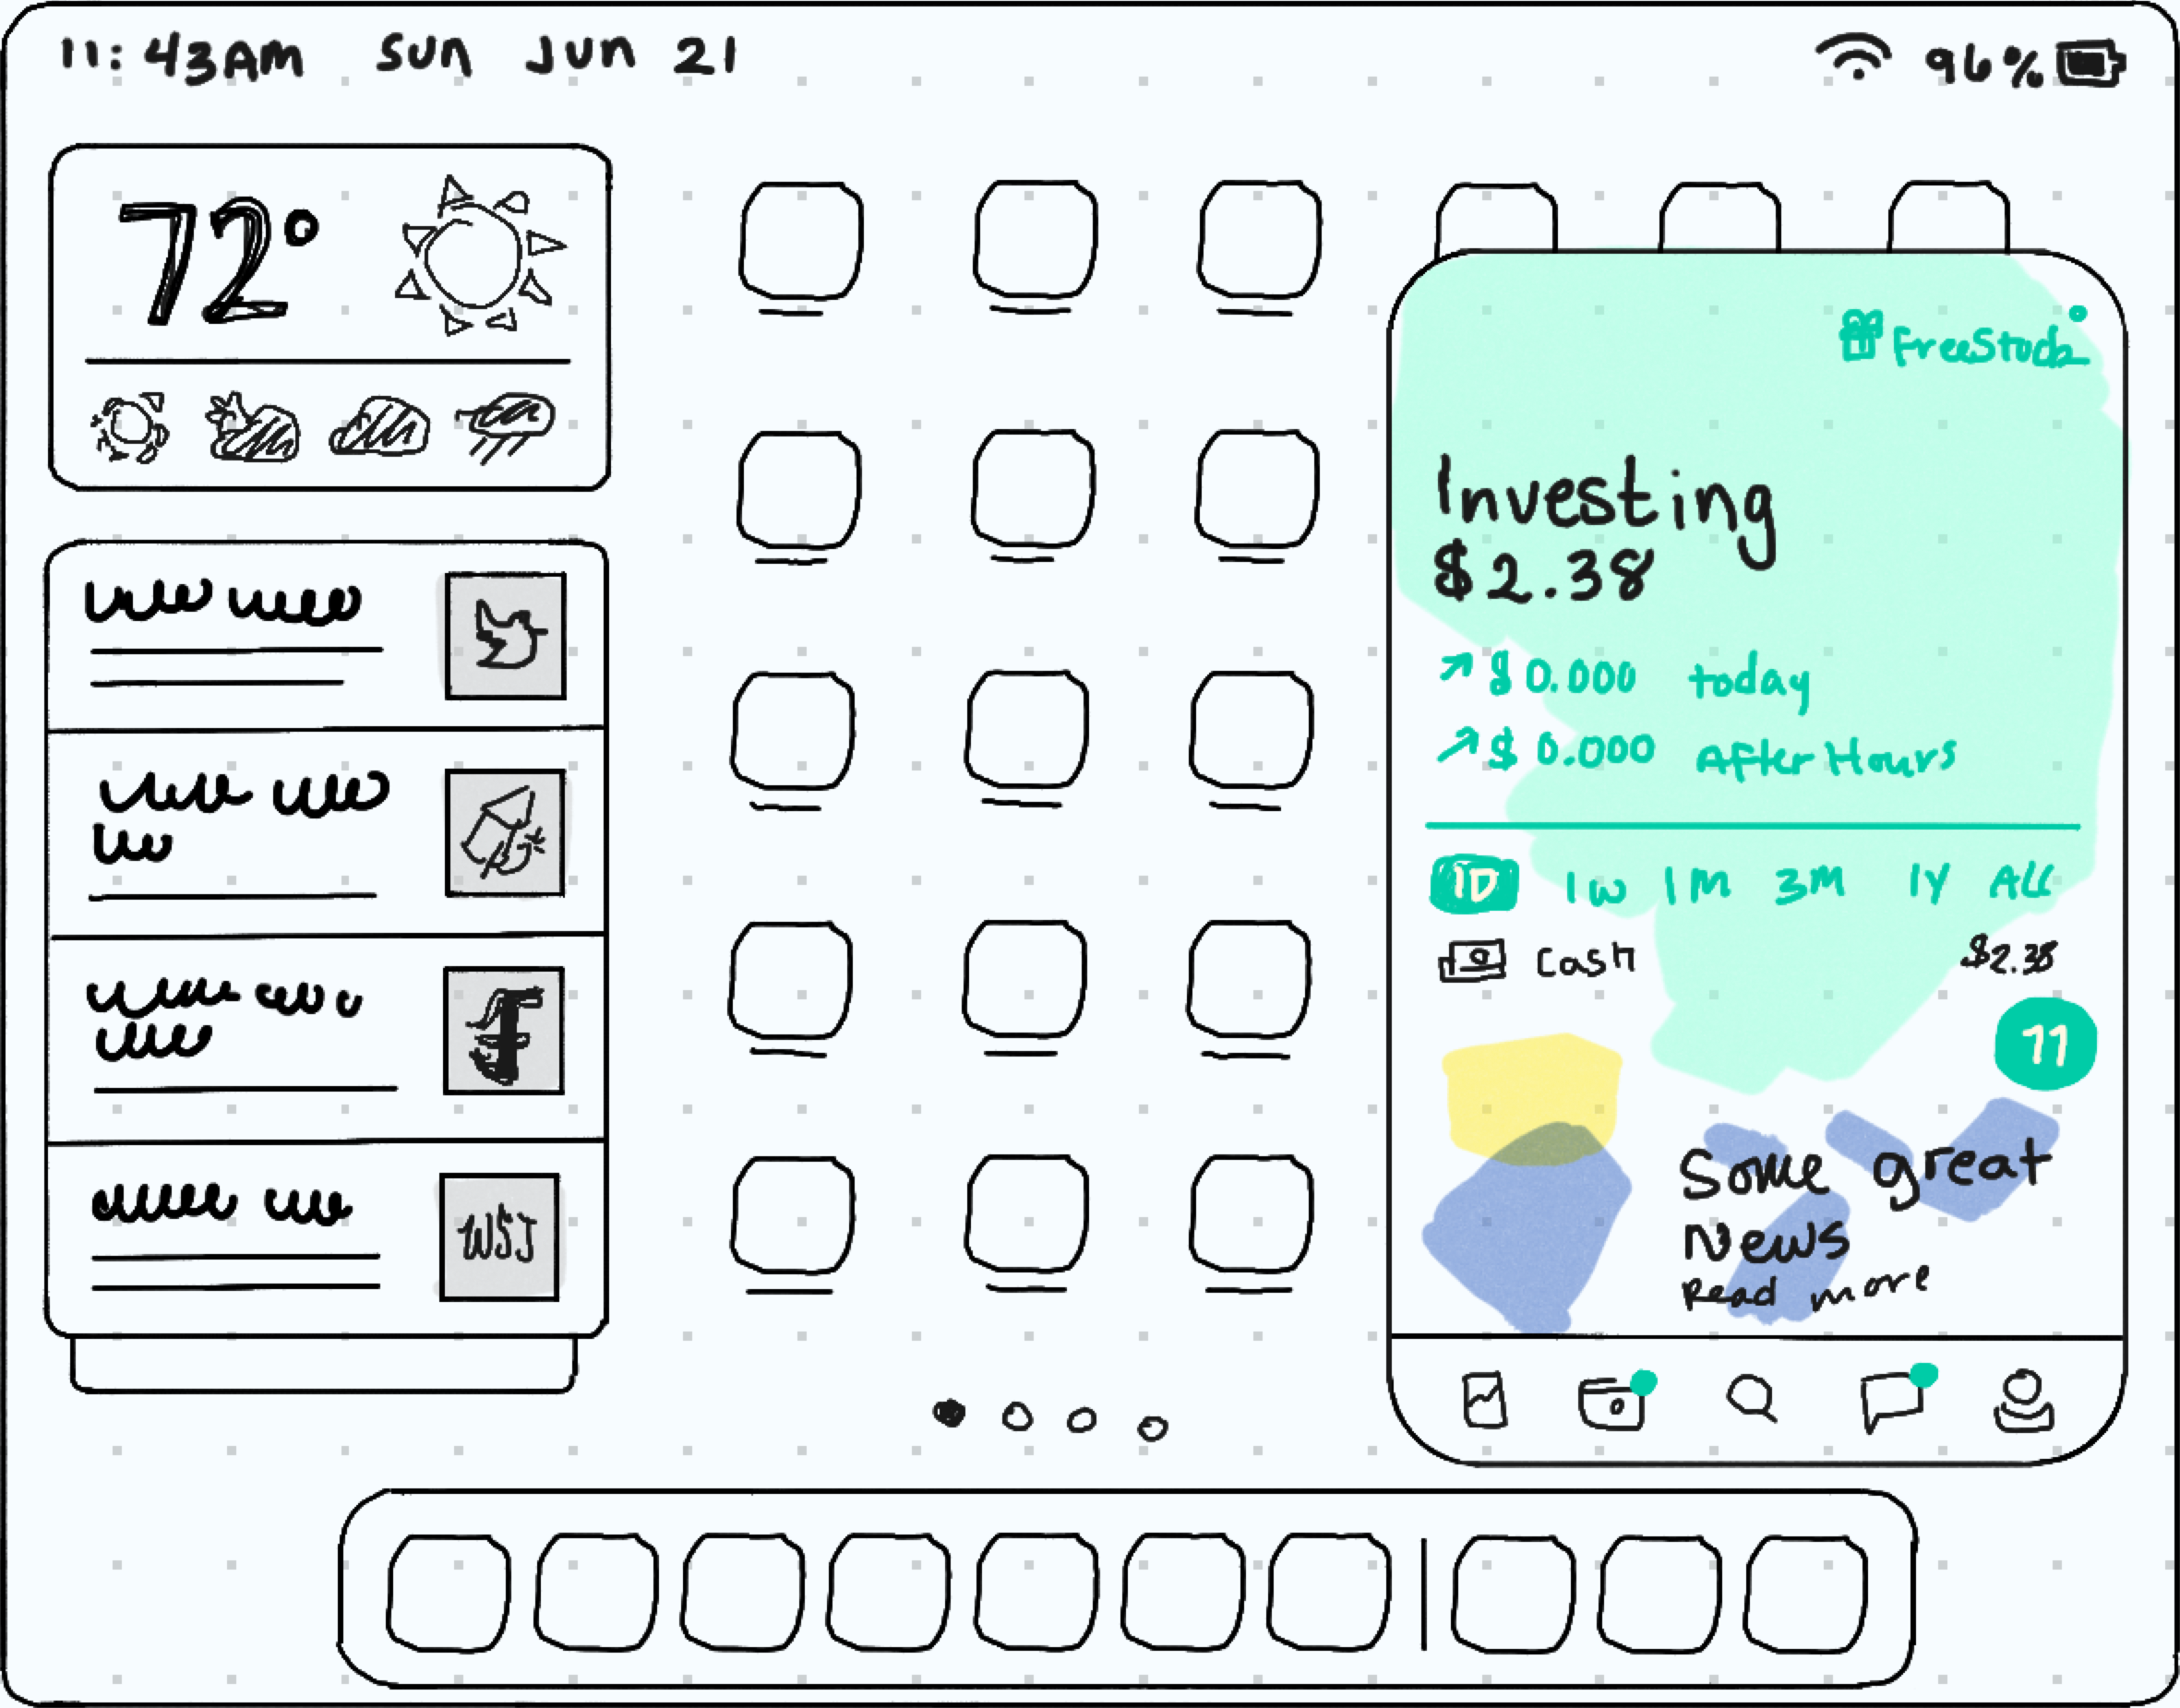 11:43AM Sun Jun 21
96%
72°
WSJ
FreeStock
Investing
$2.38
↗ $0.000 today
↗ $0.000 After Hours
1D 1W 1M 3M 1Y ALL
Cash $2.38
11
Some great
News
Read more